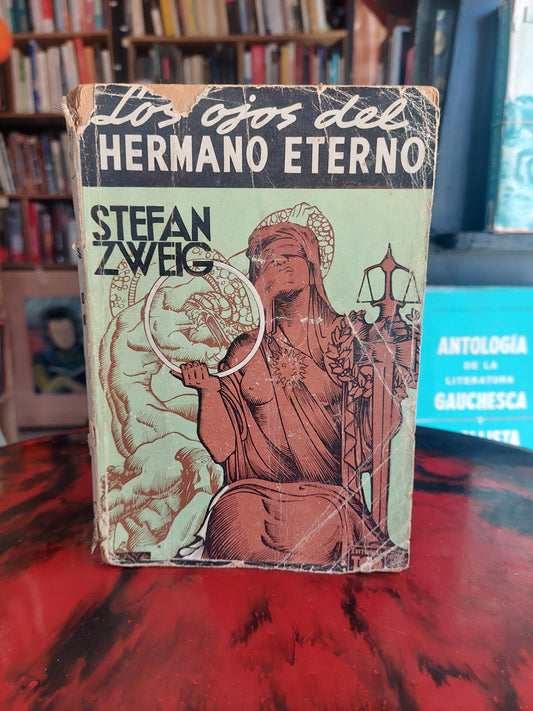 Los ojos del
HERMANO ETERNO
STEFAN
ZWEIG
ANTOLOGÍA
DE LA
LITERATURA
GAUCHESCA
Y